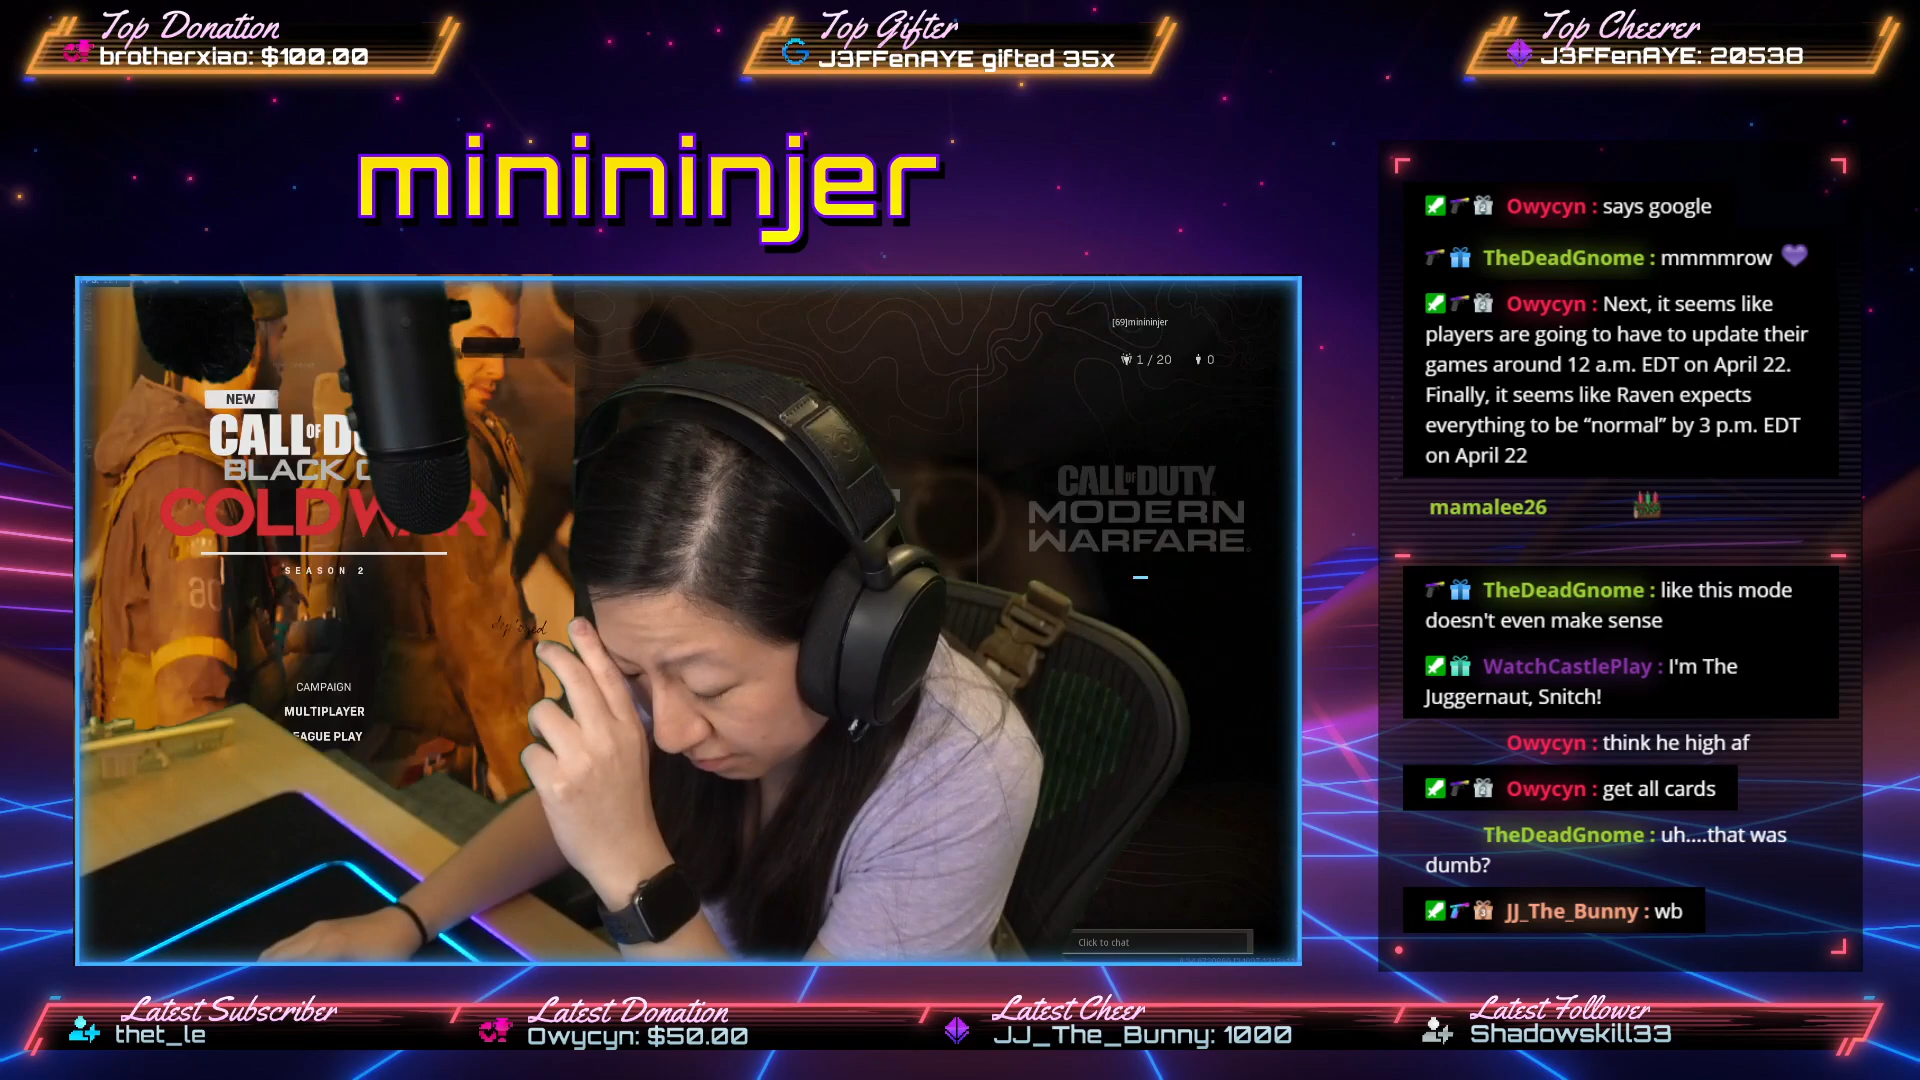 Top Donation
brotherxiao: $100.00
Top Gifter
J3FFenAYE gifted 35x
Top Cheerer
J3FFenAYE: 20538
minininjer
[69]minininjer
1 / 20
0
NEW
CALL OF DU
BLACK C
COLD WAR
SEASON 2
CAMPAIGN
MULTIPLAYER
EAGUE PLAY
CALL OF DUTY
MODERN
WARFARE
Click to chat
Owycyn : says google
TheDeadGnome : mmmmrow
Owycyn : Next, it seems like
players are going to have to update their
games around 12 a.m. EDT on April 22.
Finally, it seems like Raven expects
everything to be “normal” by 3 p.m. EDT
on April 22
mamalee26
TheDeadGnome : like this mode
doesn't even make sense
WatchCastlePlay : I'm The
Juggernaut, Snitch!
Owycyn : think he high af
Owycyn : get all cards
TheDeadGnome : uh....that was
dumb?
JJ_The_Bunny : wb
Latest Subscriber
thet_le
Latest Donation
Owycyn: $50.00
Latest Cheer
JJ_The_Bunny: 1000
Latest Follower
Shadowskill33